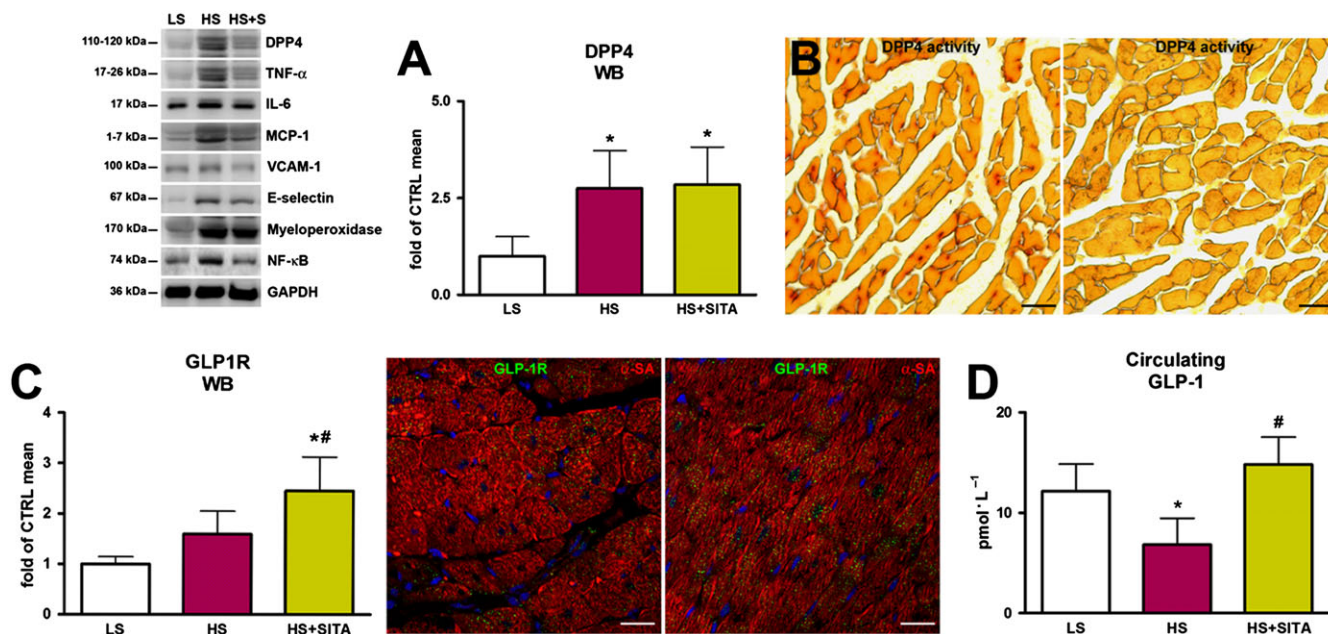 LS HS HS+S
110-120 kDa DPP4
17-26 kDa TNF-α
17 kDa IL-6
1-7 kDa MCP-1
100 kDa VCAM-1
67 kDa E-selectin
170 kDa Myeloperoxidase
74 kDa NF-κB
36 kDa GAPDH
A
DPP4
WB
fold of CTRL mean
5.0
2.5
0.0
* *
LS HS HS+SITA
B
DPP4 activity DPP4 activity
C
GLP1R
WB
fold of CTRL mean
4
3
2
1
0
*#
LS HS HS+SITA
GLP-1R α-SA GLP-1R α-SA
D
Circulating
GLP-1
pmol·L⁻¹
20
10
0
* #
LS HS HS+SITA